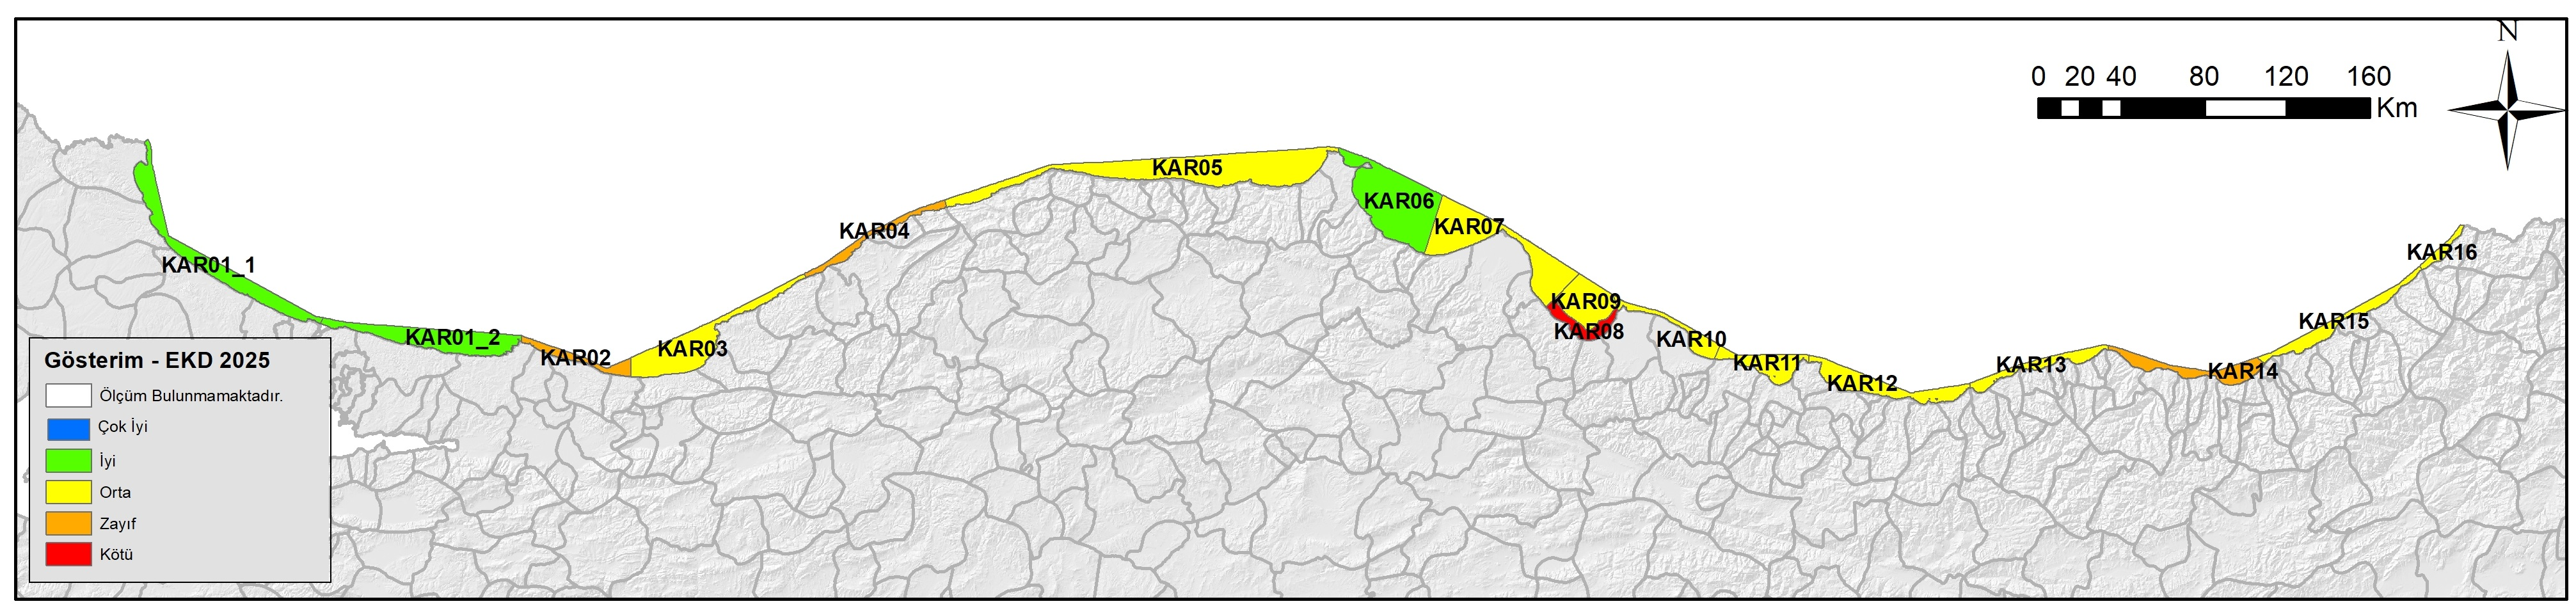 N
0 20 40 80 120 160
Km
KAR05
KAR06
KAR07
KAR04
KAR16
KAR01_1
KAR09
KAR15
KAR08
KAR01_2
KAR10
KAR03
KAR02
KAR11
KAR13
KAR14
KAR12
Gösterim - EKD 2025
Ölçüm Bulunmamaktadır.
Çok İyi
İyi
Orta
Zayıf
Kötü